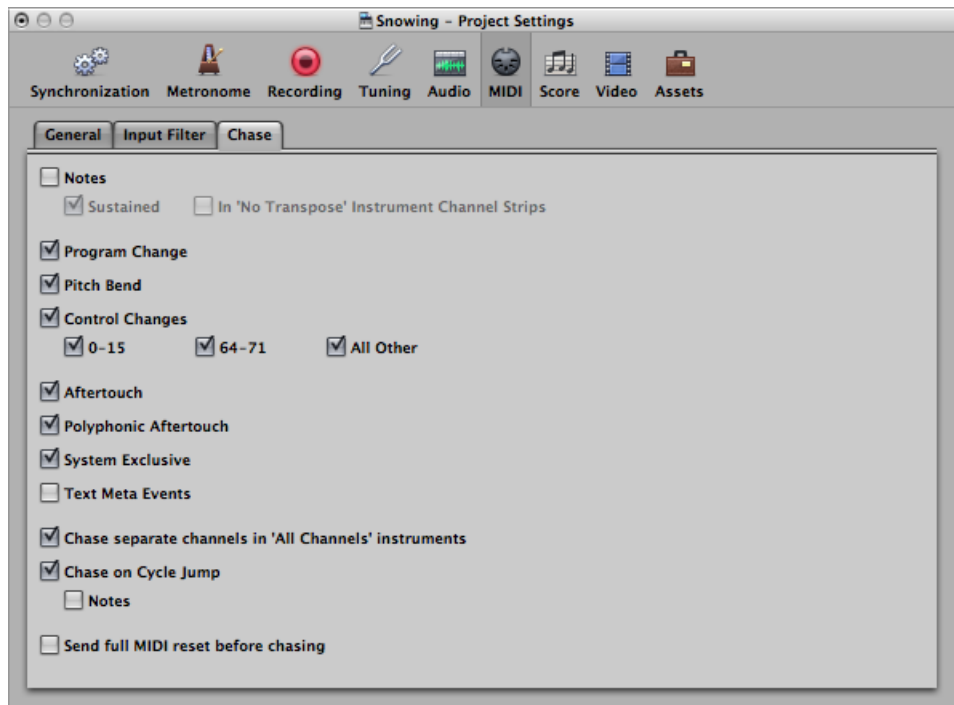 Snowing – Project Settings
Synchronization Metronome Recording Tuning Audio MIDI Score Video Assets
General Input Filter Chase
Notes
Sustained In 'No Transpose' Instrument Channel Strips
Program Change
Pitch Bend
Control Changes
0–15 64–71 All Other
Aftertouch
Polyphonic Aftertouch
System Exclusive
Text Meta Events
Chase separate channels in 'All Channels' instruments
Chase on Cycle Jump
Notes
Send full MIDI reset before chasing